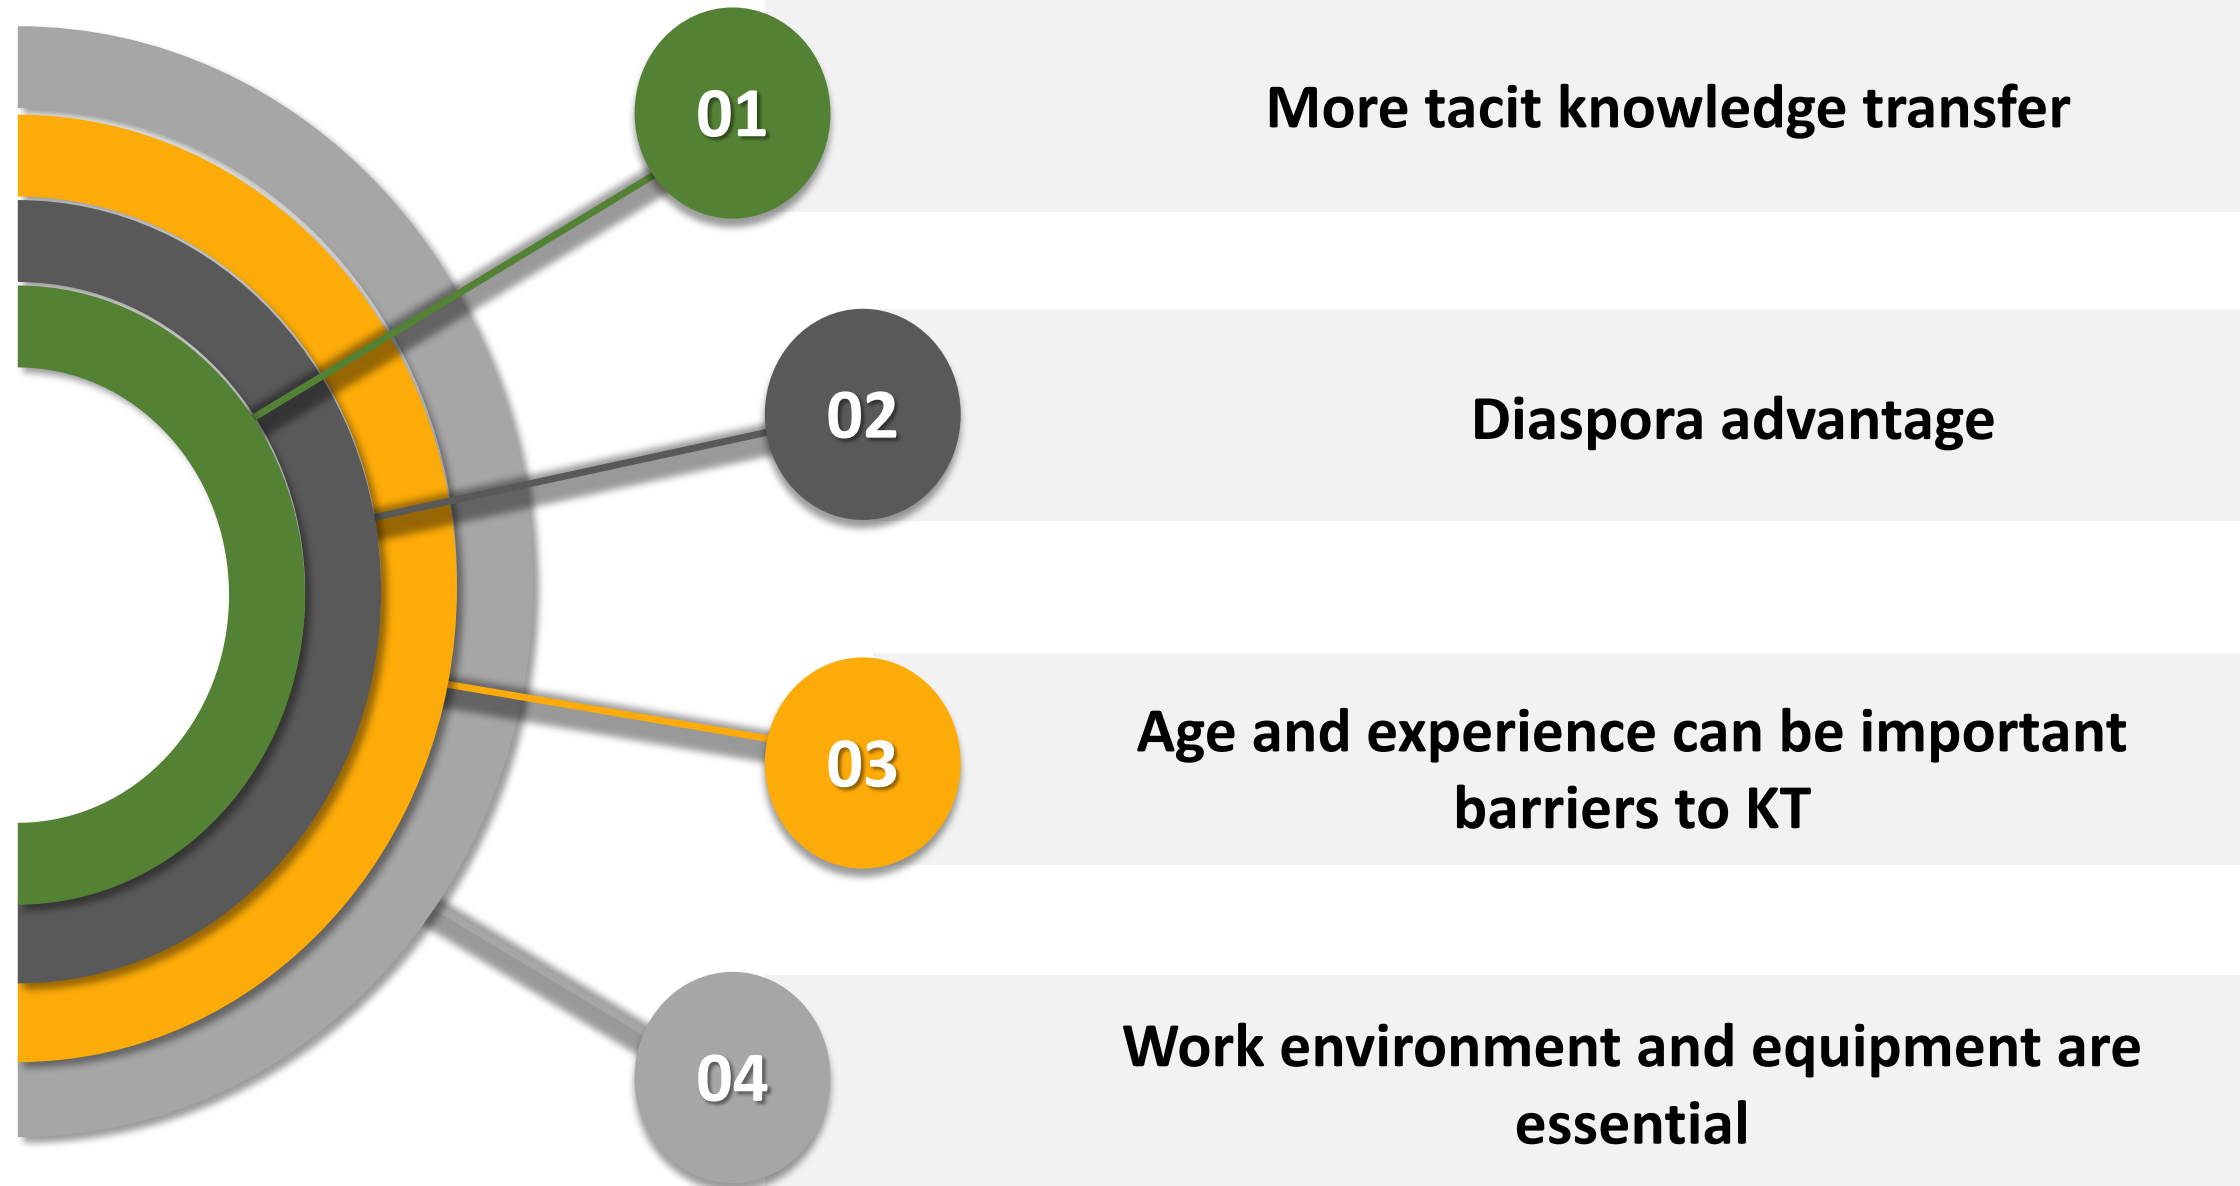 01
More tacit knowledge transfer
02
Diaspora advantage
03
Age and experience can be important
barriers to KT
04
Work environment and equipment are
essential